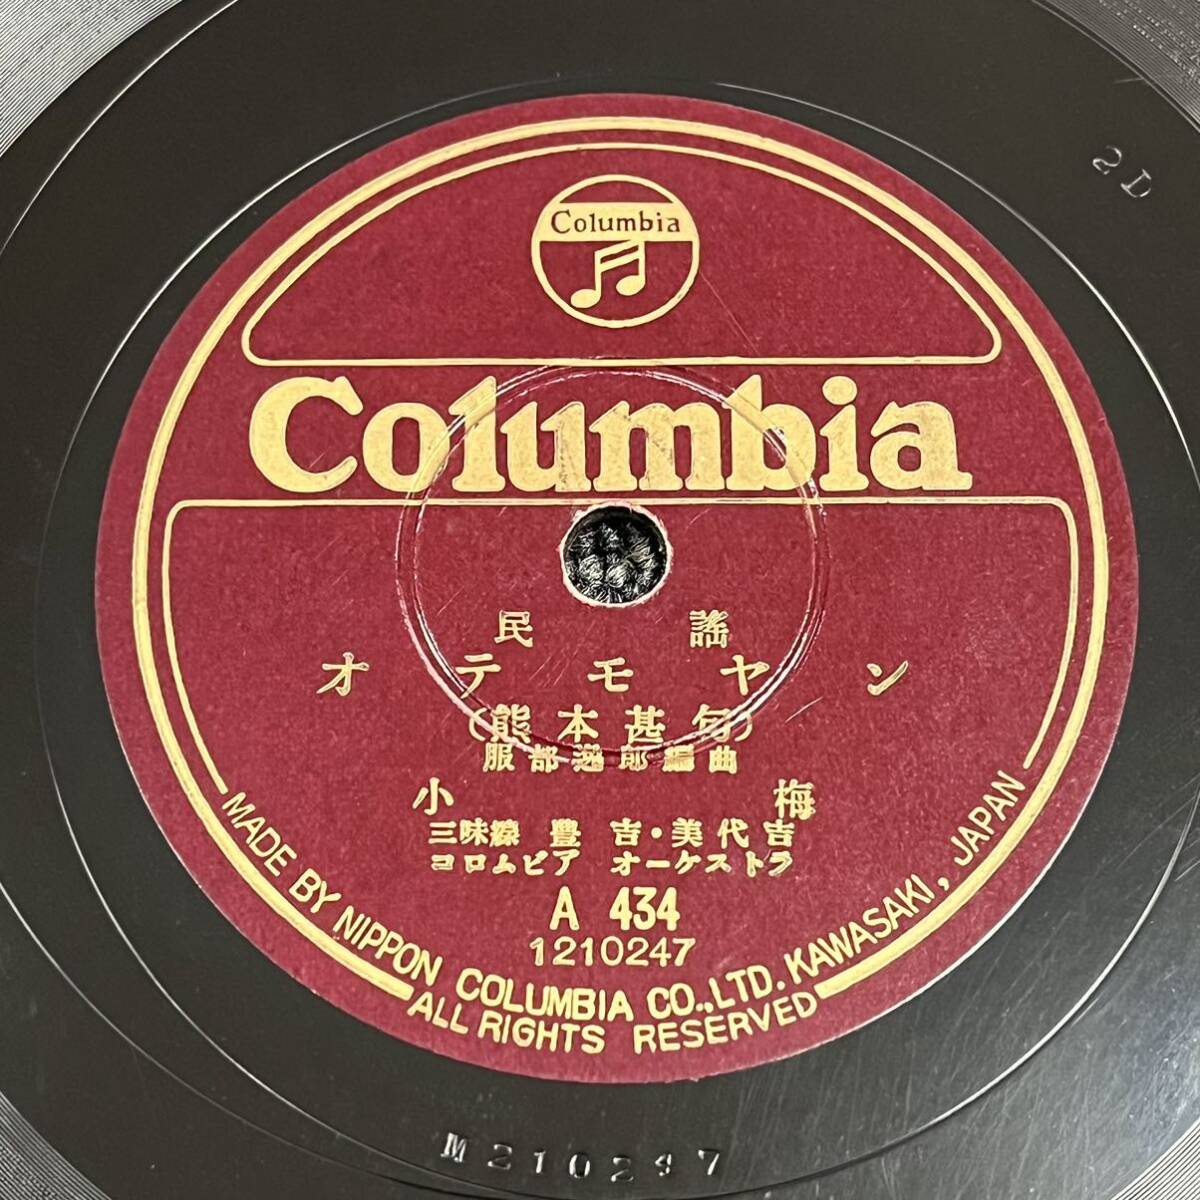 Columbia
Columbia
民謡
オテモヤン
(熊本甚句)
服部逸郎編曲
小梅
三味線 豊吉・美代吉
コロムビア オーケストラ
A 434
1210247
MADE BY NIPPON COLUMBIA CO., LTD. KAWASAKI, JAPAN
ALL RIGHTS RESERVED
2D
M210297